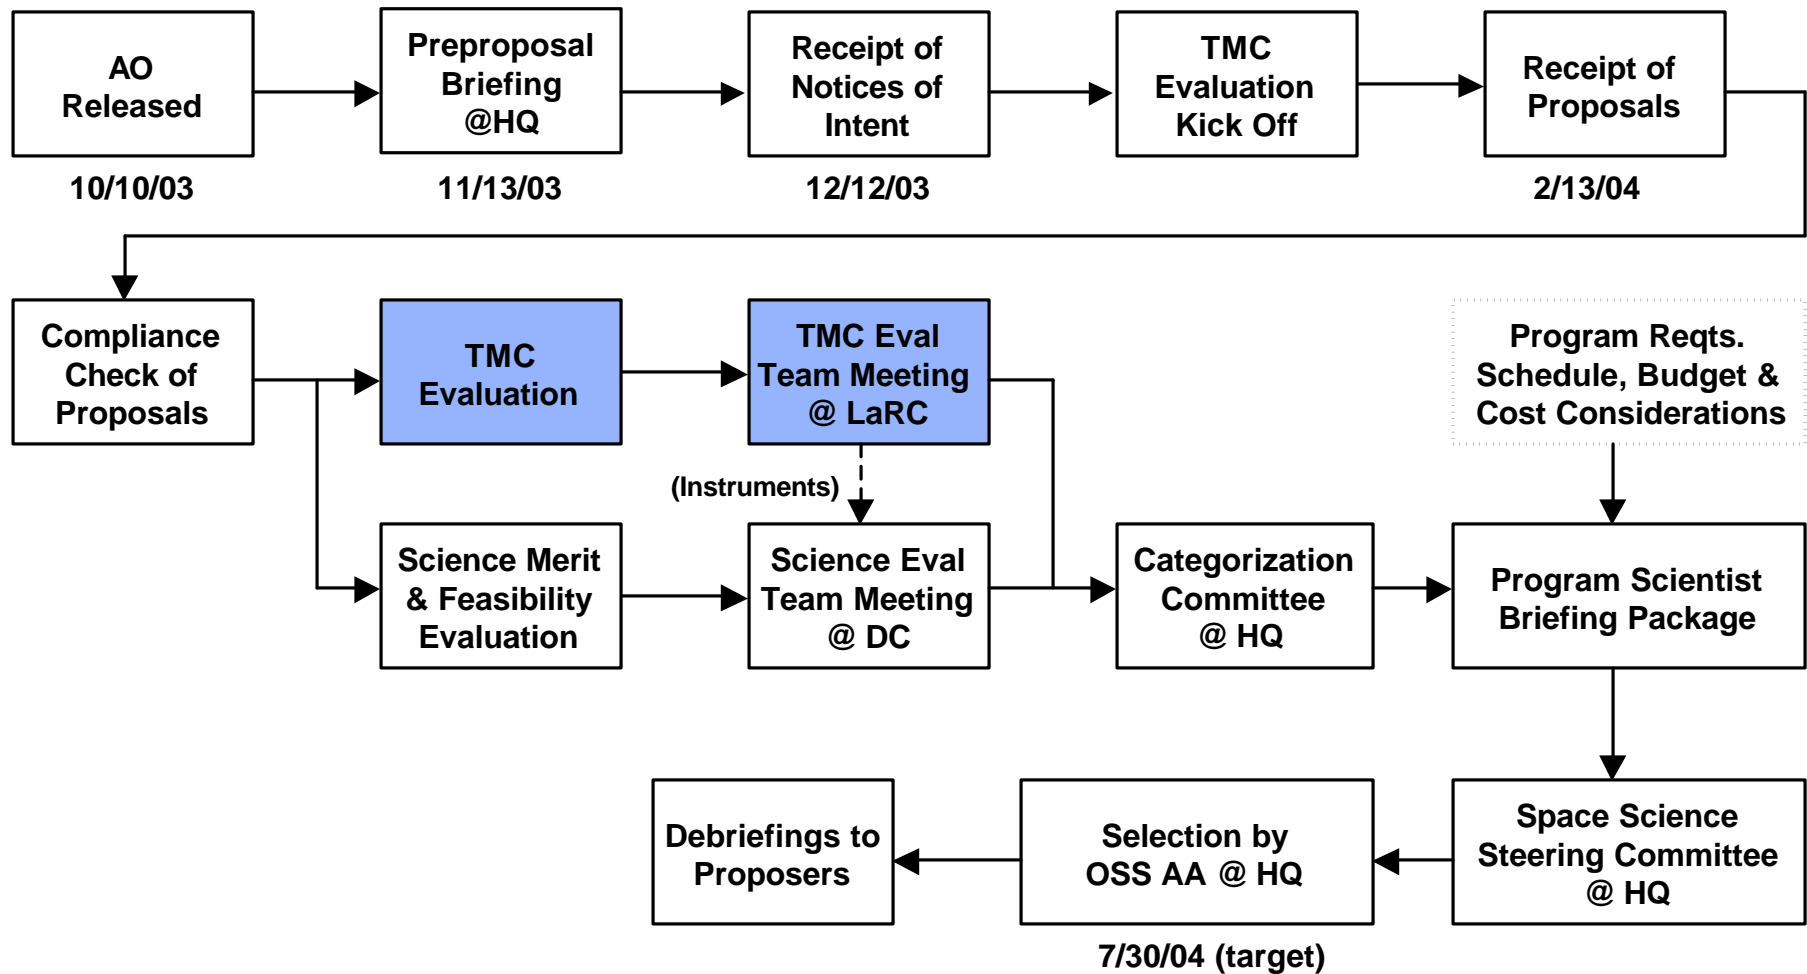 AO
Released
10/10/03
Preproposal
Briefing
@HQ
11/13/03
Receipt of
Notices of
Intent
12/12/03
TMC
Evaluation
Kick Off
Receipt of
Proposals
2/13/04
Compliance
Check of
Proposals
TMC
Evaluation
TMC Eval
Team Meeting
@ LaRC
Program Reqts.
Schedule, Budget &
Cost Considerations
(Instruments)
Science Merit
& Feasibility
Evaluation
Science Eval
Team Meeting
@ DC
Categorization
Committee
@ HQ
Program Scientist
Briefing Package
Debriefings to
Proposers
Selection by
OSS AA @ HQ
7/30/04 (target)
Space Science
Steering Committee
@ HQ